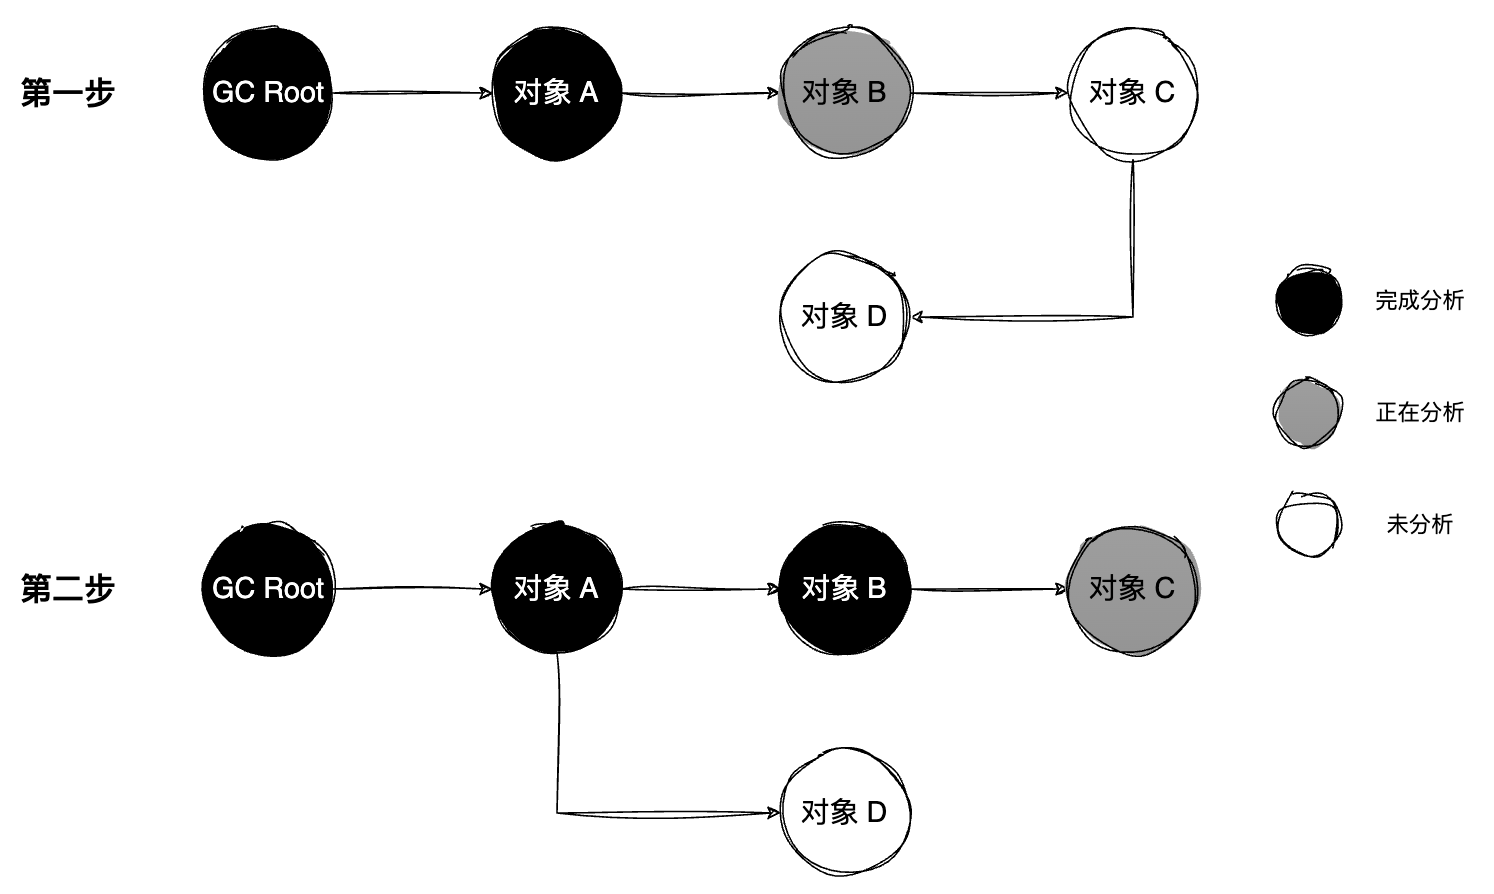 第一步
GC Root
对象 A
对象 B
对象 C
对象 D
完成分析
正在分析
未分析
第二步
GC Root
对象 A
对象 B
对象 C
对象 D